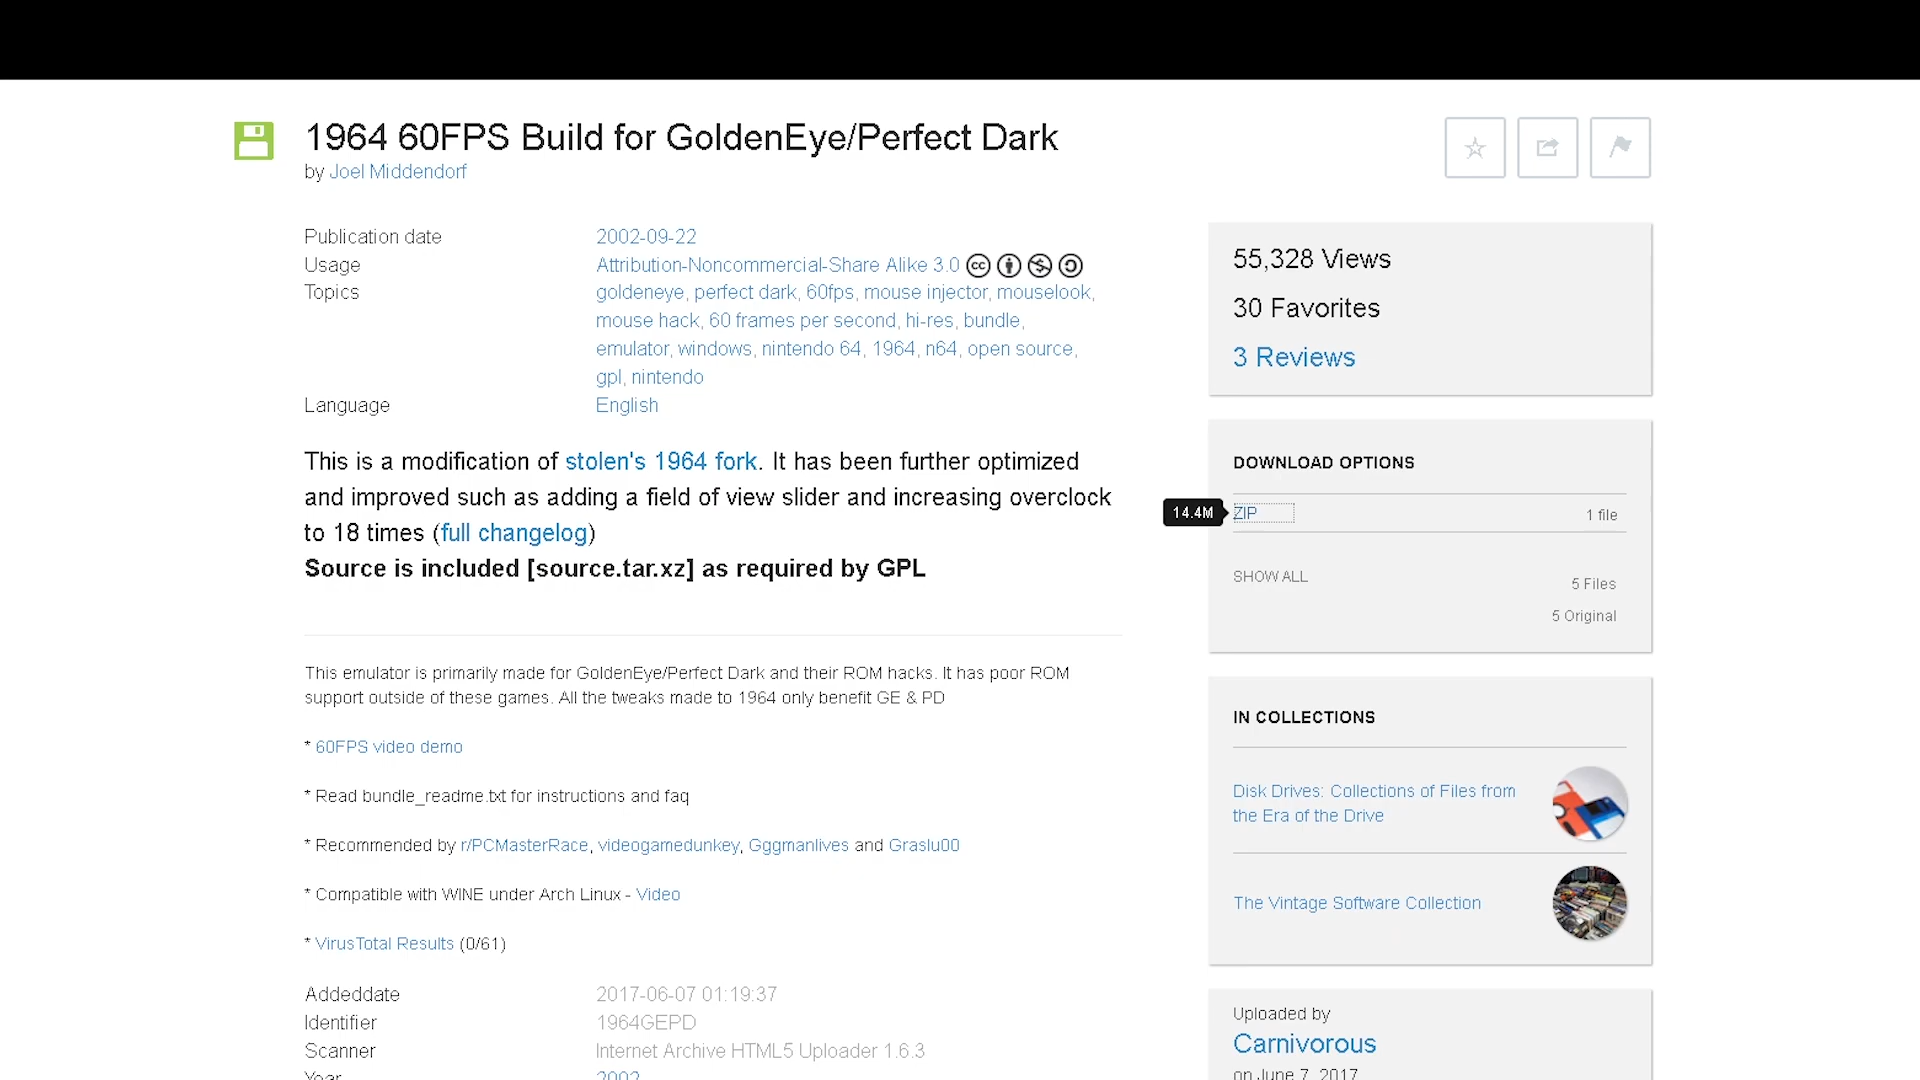 1964 60FPS Build for GoldenEye/Perfect Dark
by Joel Middendorf
Publication date 2002-09-22
Usage Attribution-Noncommercial-Share Alike 3.0
Topics goldeneye, perfect dark, 60fps, mouse injector, mouselook,
mouse hack, 60 frames per second, hi-res, bundle,
emulator, windows, nintendo 64, 1964, n64, open source,
gpl, nintendo
Language English
This is a modification of stolen's 1964 fork. It has been further optimized
and improved such as adding a field of view slider and increasing overclock
to 18 times (full changelog)
Source is included [source.tar.xz] as required by GPL
This emulator is primarily made for GoldenEye/Perfect Dark and their ROM hacks. It has poor ROM
support outside of these games. All the tweaks made to 1964 only benefit GE & PD
* 60FPS video demo
* Read bundle_readme.txt for instructions and faq
* Recommended by r/PCMasterRace, videogamedunkey, Gggmanlives and Graslu00
* Compatible with WINE under Arch Linux - Video
* VirusTotal Results (0/61)
Addeddate 2017-06-07 01:19:37
Identifier 1964GEPD
Scanner Internet Archive HTML5 Uploader 1.6.3
Year 2002
55,328 Views
30 Favorites
3 Reviews
DOWNLOAD OPTIONS
14.4M ZIP 1 file
SHOW ALL 5 Files
5 Original
IN COLLECTIONS
Disk Drives: Collections of Files from
the Era of the Drive
The Vintage Software Collection
Uploaded by
Carnivorous
on June 7, 2017